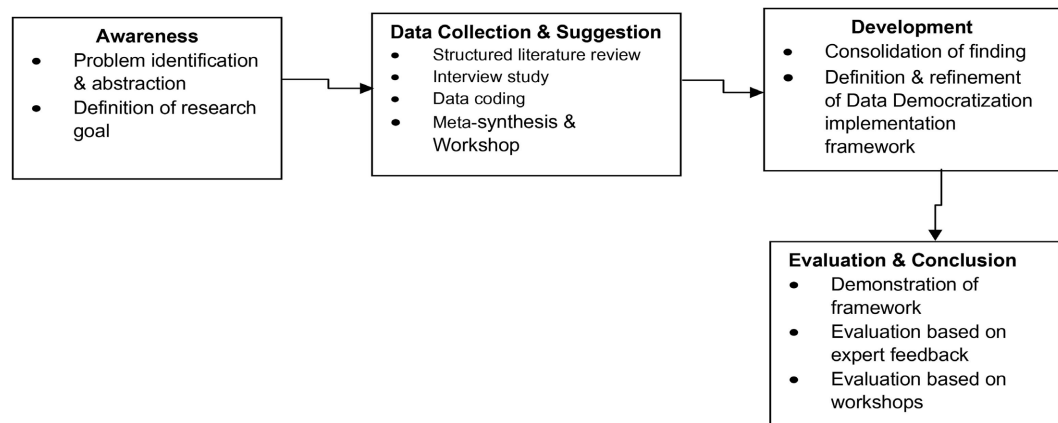 Awareness
● Problem identification
& abstraction
● Definition of research
goal
Data Collection & Suggestion
● Structured literature review
● Interview study
● Data coding
● Meta-synthesis &
Workshop
Development
● Consolidation of finding
● Definition & refinement
of Data Democratization
implementation
framework
Evaluation & Conclusion
● Demonstration of
framework
● Evaluation based on
expert feedback
● Evaluation based on
workshops